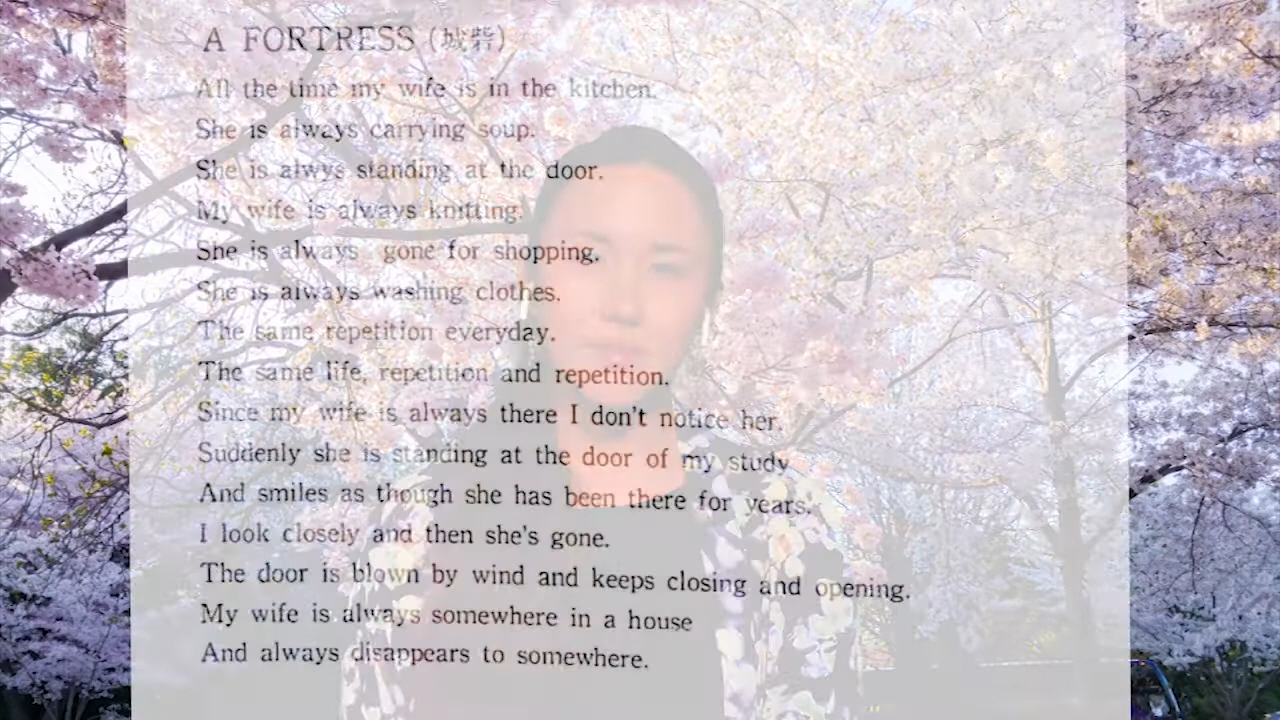 A FORTRESS (城砦)
All the time my wife is in the kitchen.
She is always carrying soup.
She is alwys standing at the door.
My wife is always knitting.
She is always gone for shopping.
She is always washing clothes.
The same repetition everyday.
The same life, repetition and repetition.
Since my wife is always there I don't notice her.
Suddenly she is standing at the door of my study
And smiles as though she has been there for years.
I look closely and then she's gone.
The door is blown by wind and keeps closing and opening.
My wife is always somewhere in a house
And always disappears to somewhere.